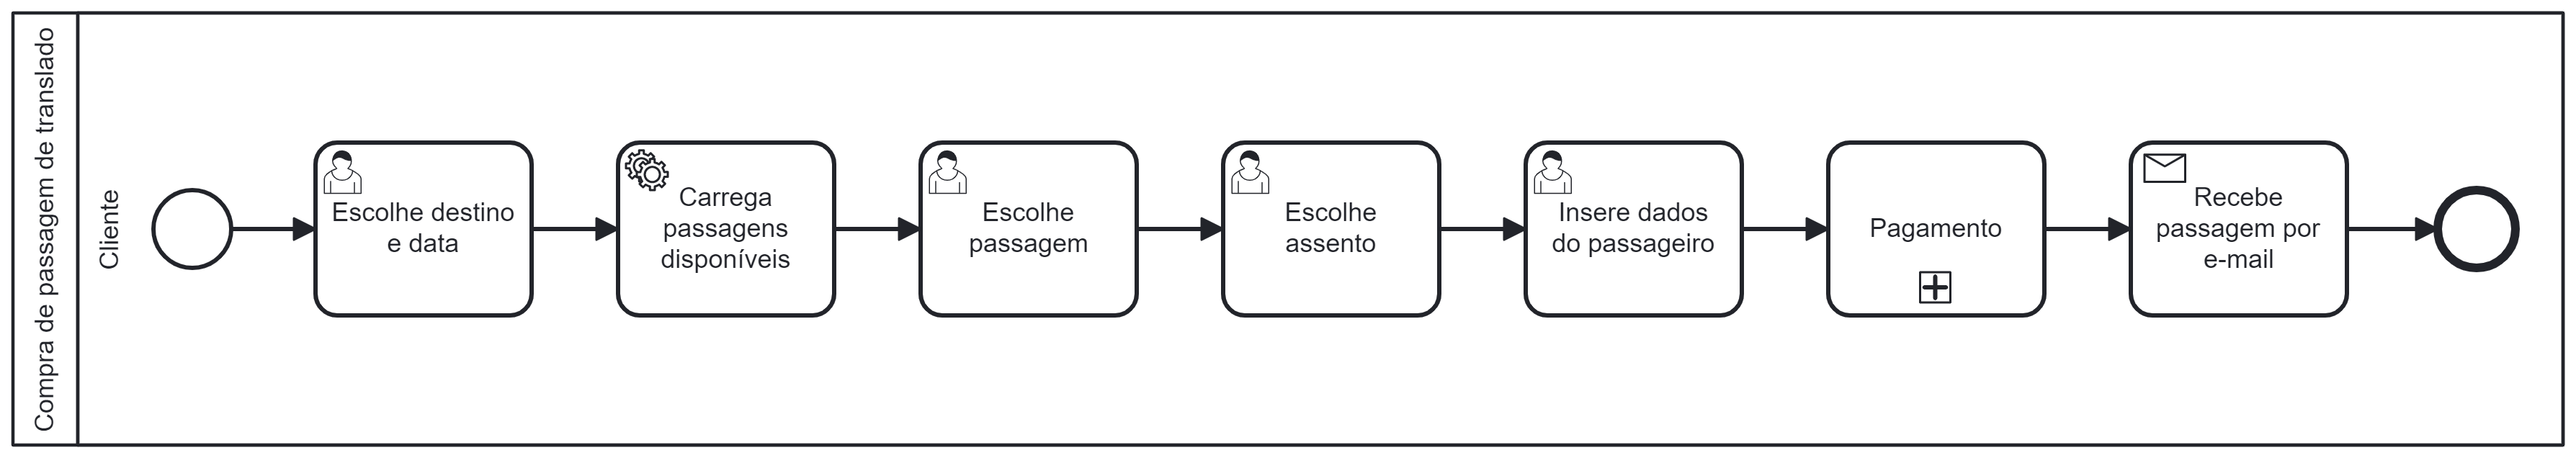 Compra de passagem de translado
Cliente
Escolhe destino
e data
Carrega
passagens
disponíveis
Escolhe
passagem
Escolhe
assento
Insere dados
do passageiro
Pagamento
Recebe
passagem por
e-mail